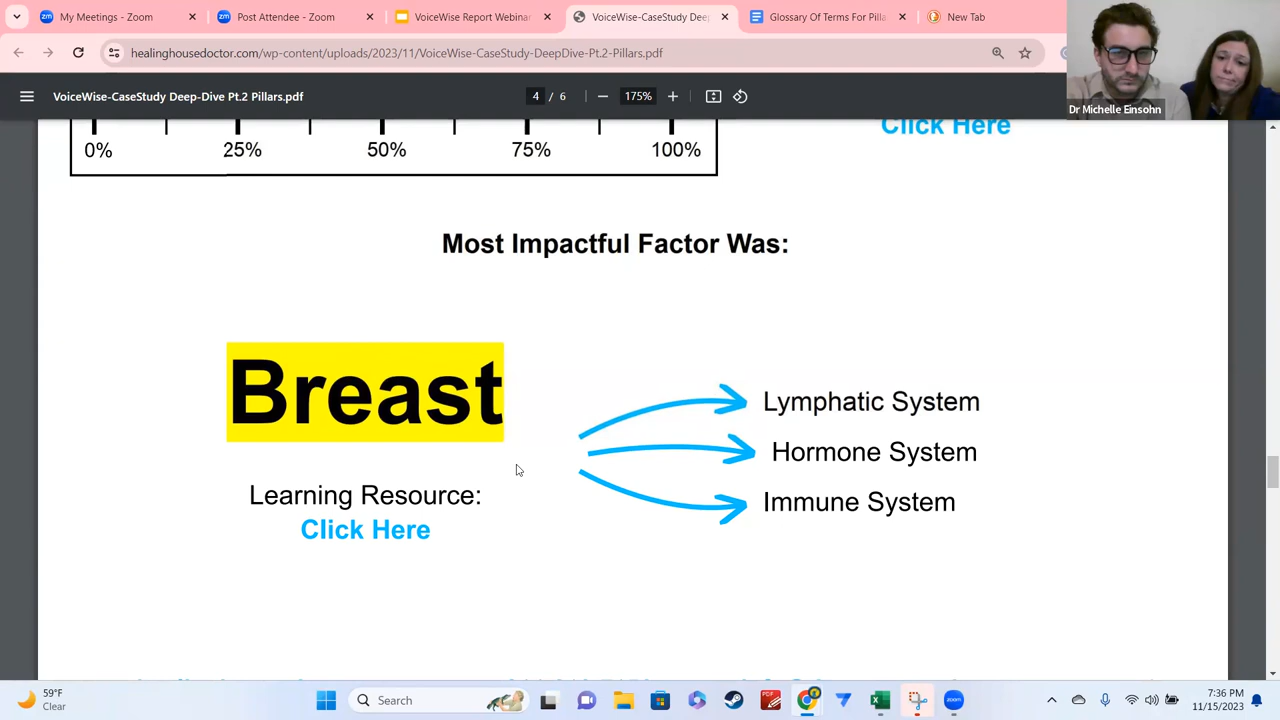 My Meetings - Zoom
Post Attendee - Zoom
VoiceWise Report Webinar
VoiceWise-CaseStudy Dee
Glossary Of Terms For Pilla
New Tab
healinghousedoctor.com/wp-content/uploads/2023/11/VoiceWise-CaseStudy-DeepDive-Pt.2-Pillars.pdf
VoiceWise-CaseStudy Deep-Dive Pt.2 Pillars.pdf
4 / 6
175%
Dr Michelle Einsohn
Click Here
0% 25% 50% 75% 100%
Most Impactful Factor Was:
Breast
Lymphatic System
Hormone System
Immune System
Learning Resource:
Click Here
59°F
Clear
Search
PDF
zoom
7:36 PM
11/15/2023